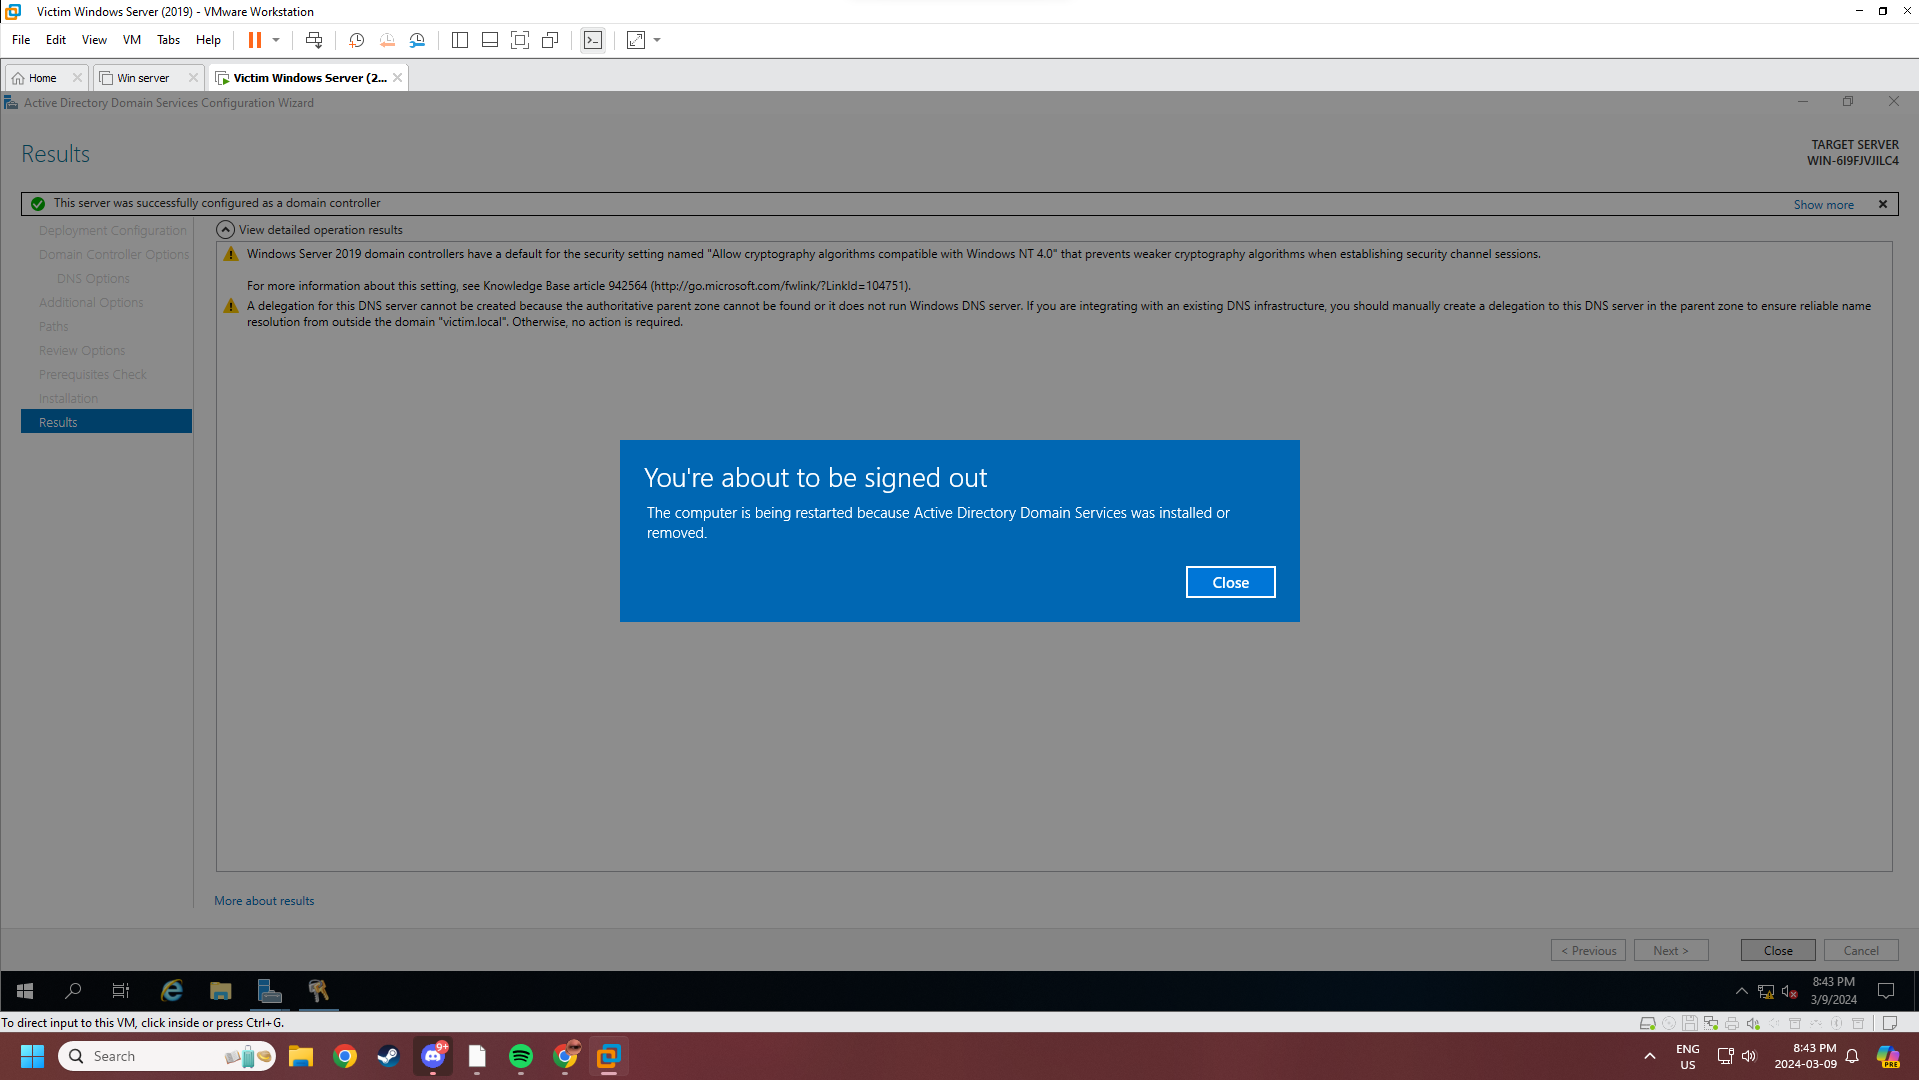 Victim Windows Server (2019) - VMware Workstation
File Edit View VM Tabs Help
Home Win server Victim Windows Server (2...
Active Directory Domain Services Configuration Wizard
Results
TARGET SERVER
WIN-6I9FJVJILC4
This server was successfully configured as a domain controller
Show more
Deployment Configuration
Domain Controller Options
DNS Options
Additional Options
Paths
Review Options
Prerequisites Check
Installation
Results
View detailed operation results
Windows Server 2019 domain controllers have a default for the security setting named "Allow cryptography algorithms compatible with Windows NT 4.0" that prevents weaker cryptography algorithms when establishing security channel sessions.
For more information about this setting, see Knowledge Base article 942564 (http://go.microsoft.com/fwlink/?LinkId=104751).
A delegation for this DNS server cannot be created because the authoritative parent zone cannot be found or it does not run Windows DNS server. If you are integrating with an existing DNS infrastructure, you should manually create a delegation to this DNS server in the parent zone to ensure reliable name
resolution from outside the domain "victim.local". Otherwise, no action is required.
You're about to be signed out
The computer is being restarted because Active Directory Domain Services was installed or
removed.
Close
More about results
< Previous Next > Close Cancel
8:43 PM
3/9/2024
To direct input to this VM, click inside or press Ctrl+G.
Search
9+
ENG
US
8:43 PM
2024-03-09
PRE